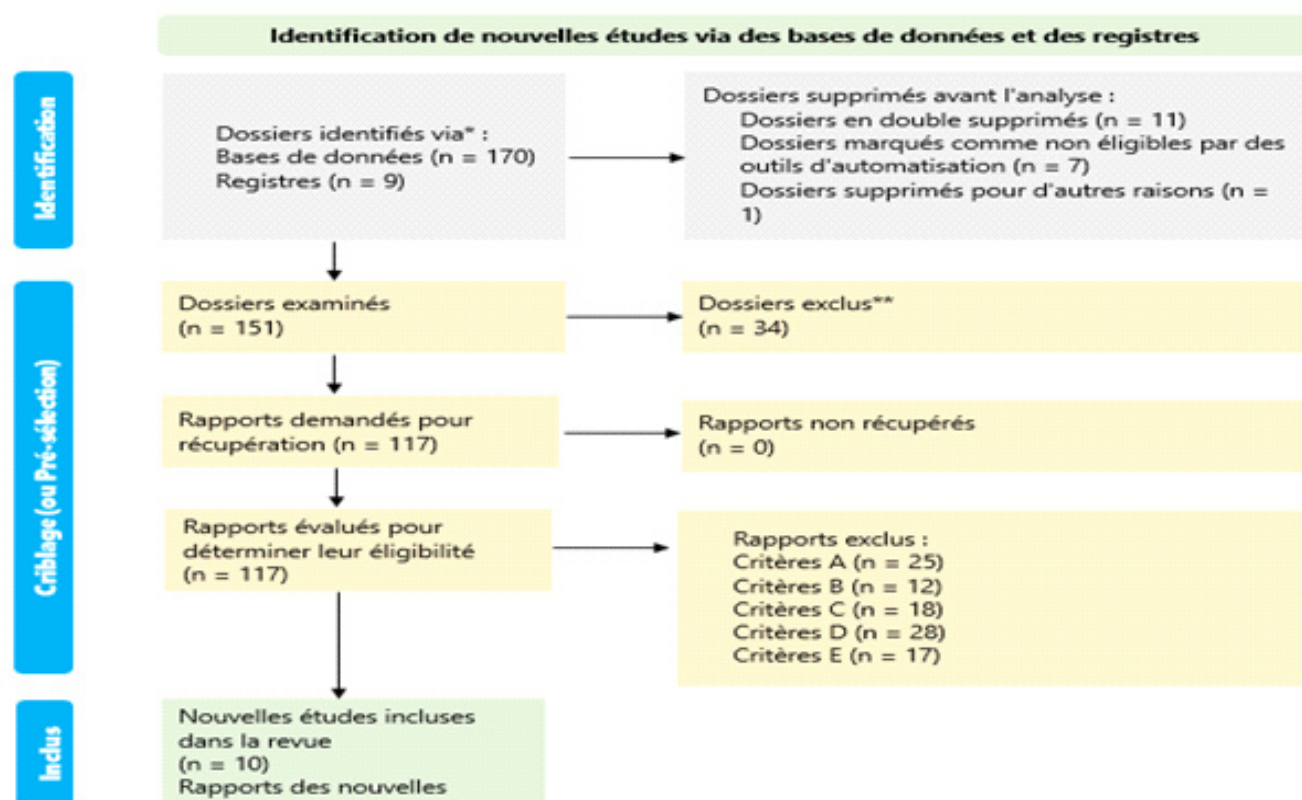 Identification de nouvelles études via des bases de données et des registres
Identification
Dossiers identifiés via* :
Bases de données (n = 170)
Registres (n = 9)
Dossiers supprimés avant l'analyse :
Dossiers en double supprimés (n = 11)
Dossiers marqués comme non éligibles par des
outils d'automatisation (n = 7)
Dossiers supprimés pour d'autres raisons (n =
1)
Criblage (ou Pré-sélection)
Dossiers examinés
(n = 151)
Dossiers exclus**
(n = 34)
Rapports demandés pour
récupération (n = 117)
Rapports non récupérés
(n = 0)
Rapports évalués pour
déterminer leur éligibilité
(n = 117)
Rapports exclus :
Critères A (n = 25)
Critères B (n = 12)
Critères C (n = 18)
Critères D (n = 28)
Critères E (n = 17)
Inclus
Nouvelles études incluses
dans la revue
(n = 10)
Rapports des nouvelles